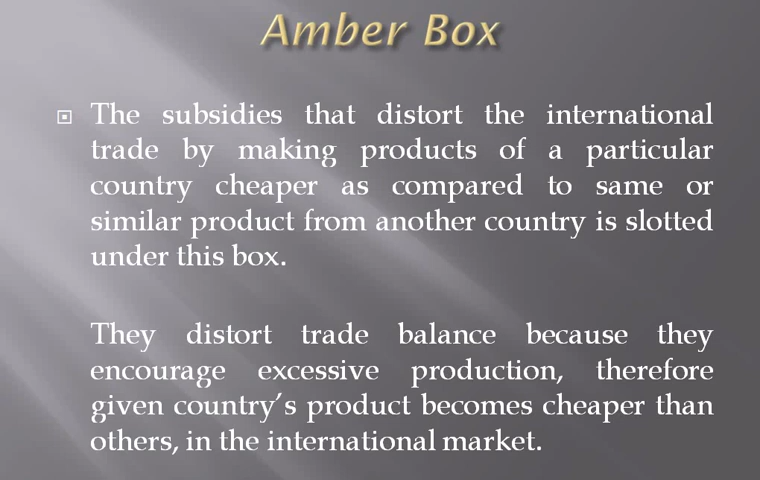 Amber Box
The subsidies that distort the international
trade by making products of a particular
country cheaper as compared to same or
similar product from another country is slotted
under this box.
They distort trade balance because they
encourage excessive production, therefore
given country’s product becomes cheaper than
others, in the international market.